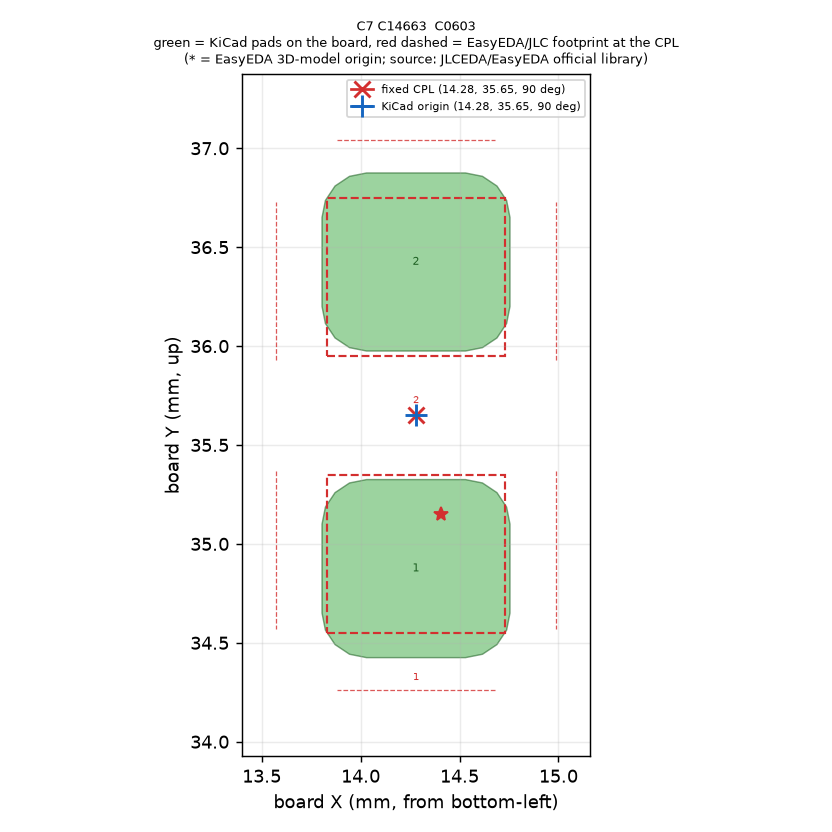 C7 C14663 C0603
green = KiCad pads on the board, red dashed = EasyEDA/JLC footprint at the CPL
(* = EasyEDA 3D-model origin; source: JLCEDA/EasyEDA official library)
fixed CPL (14.28, 35.65, 90 deg)
KiCad origin (14.28, 35.65, 90 deg)
37.0
36.5
2
36.0
2
35.5
35.0
1
34.5
1
34.0
board Y (mm, up)
13.5 14.0 14.5 15.0
board X (mm, from bottom-left)